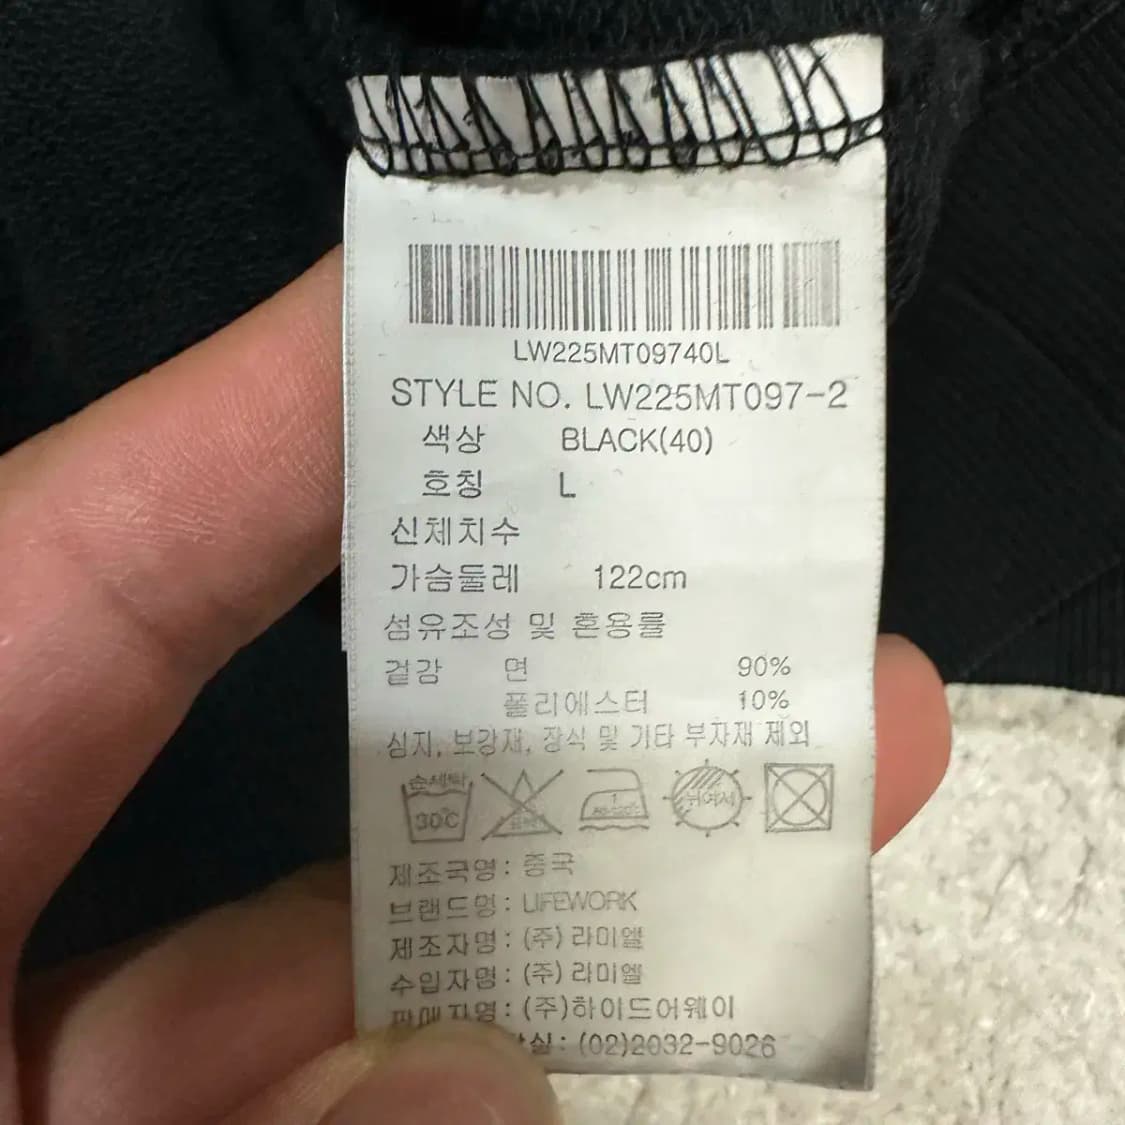 LW225MT09740L
STYLE NO. LW225MT097-2
색상 BLACK(40)
호칭 L
신체치수
가슴둘레 122cm
섬유조성 및 혼용률
겉감 면 90%
폴리에스터 10%
심지, 보강재, 장식 및 기타 부자재 제외
손세탁
30℃
뉘어서
제조국명: 중국
브랜드명: LIFEWORK
제조자명: (주) 라미엘
수입자명: (주) 라미엘
판매자명: (주)하이드어웨이
(02)2032-9026